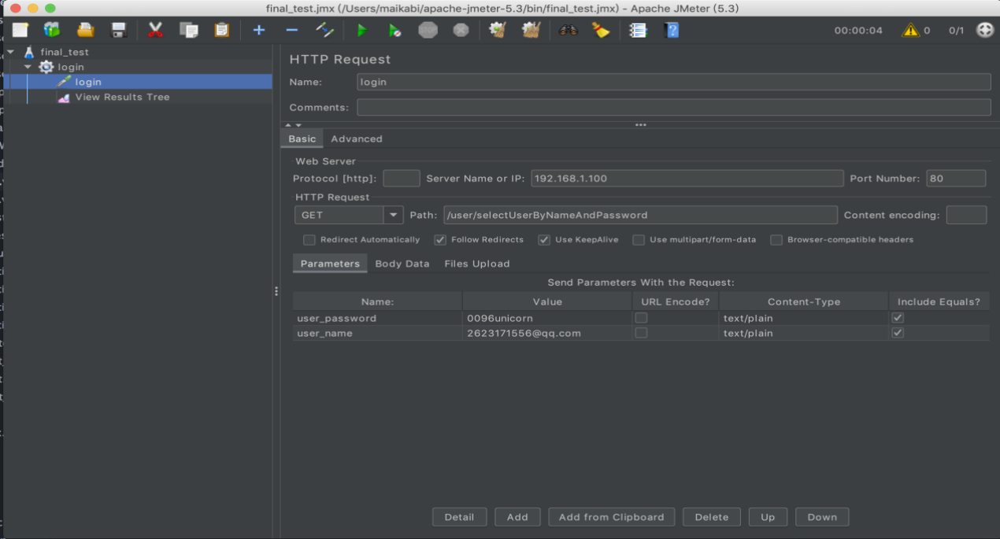 final_test.jmx (/Users/maikabi/apache-jmeter-5.3/bin/final_test.jmx) - Apache JMeter (5.3)
00:00:04 0 0/1
final_test
login
login
View Results Tree
HTTP Request
Name: login
Comments:
Basic Advanced
Web Server
Protocol [http]: Server Name or IP: 192.168.1.100 Port Number: 80
HTTP Request
GET Path: /user/selectUserByNameAndPassword Content encoding:
Redirect Automatically Follow Redirects Use KeepAlive Use multipart/form-data Browser-compatible headers
Parameters Body Data Files Upload
Send Parameters With the Request:
Name: Value URL Encode? Content-Type Include Equals?
user_password 0096unicorn text/plain
user_name 2623171556@qq.com text/plain
Detail Add Add from Clipboard Delete Up Down